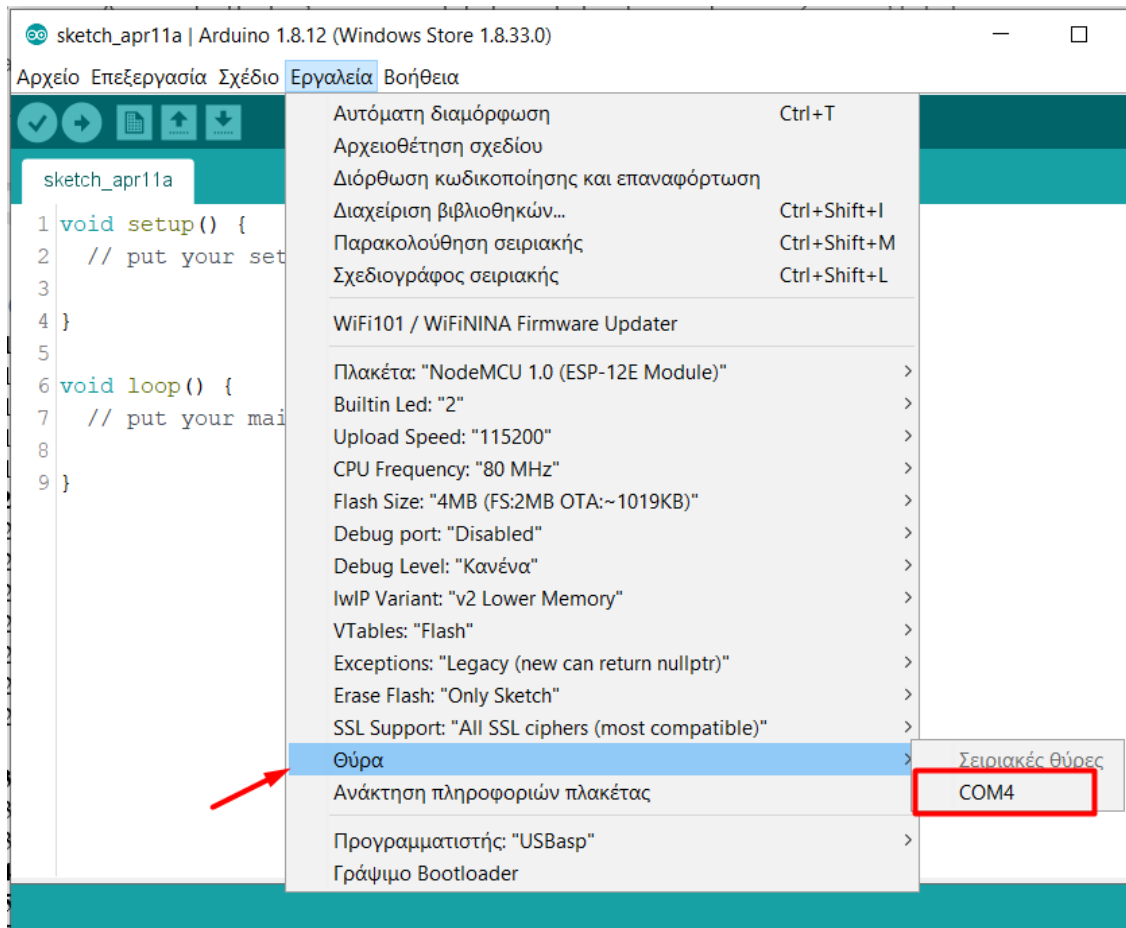 sketch_apr11a | Arduino 1.8.12 (Windows Store 1.8.33.0)
Αρχείο Επεξεργασία Σχέδιο Εργαλεία Βοήθεια
sketch_apr11a
1 void setup() {
2 // put your set
3
4 }
5
6 void loop() {
7 // put your mai
8
9 }
Αυτόματη διαμόρφωση Ctrl+T
Αρχειοθέτηση σχεδίου
Διόρθωση κωδικοποίησης και επαναφόρτωση
Διαχείριση βιβλιοθηκών... Ctrl+Shift+I
Παρακολούθηση σειριακής Ctrl+Shift+M
Σχεδιογράφος σειριακής Ctrl+Shift+L
WiFi101 / WiFiNINA Firmware Updater
Πλακέτα: "NodeMCU 1.0 (ESP-12E Module)"
Builtin Led: "2"
Upload Speed: "115200"
CPU Frequency: "80 MHz"
Flash Size: "4MB (FS:2MB OTA:~1019KB)"
Debug port: "Disabled"
Debug Level: "Κανένα"
lwIP Variant: "v2 Lower Memory"
VTables: "Flash"
Exceptions: "Legacy (new can return nullptr)"
Erase Flash: "Only Sketch"
SSL Support: "All SSL ciphers (most compatible)"
Θύρα
Ανάκτηση πληροφοριών πλακέτας
Προγραμματιστής: "USBasp"
Γράψιμο Bootloader
Σειριακές θύρες
COM4